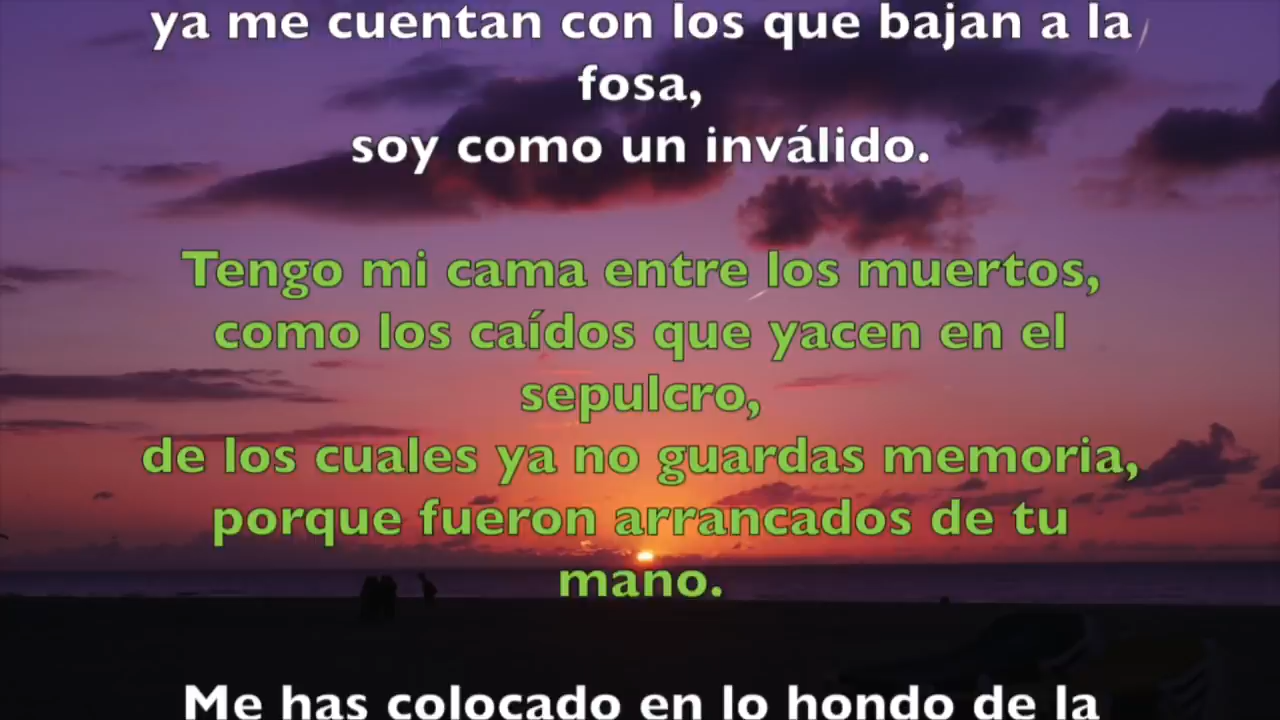 ya me cuentan con los que bajan a la
fosa,
soy como un inválido.
Tengo mi cama entre los muertos,
como los caídos que yacen en el
sepulcro,
de los cuales ya no guardas memoria,
porque fueron arrancados de tu
mano.
Me has colocado en lo hondo de la